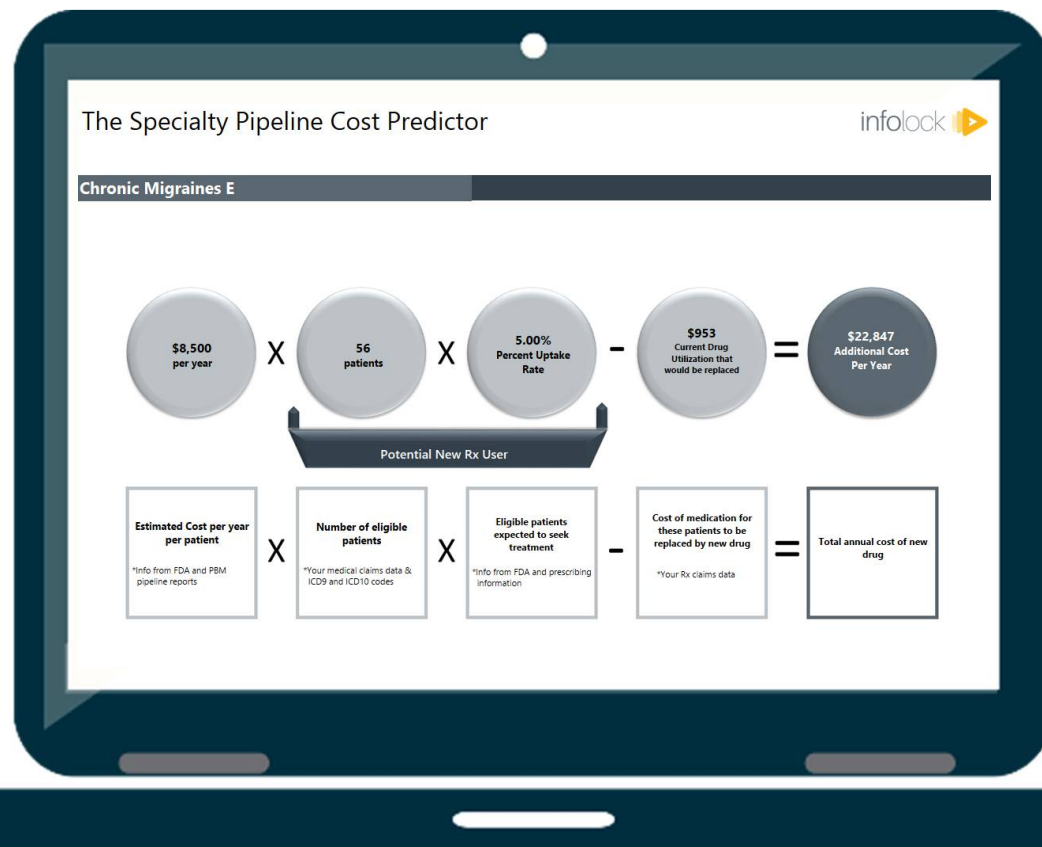 The Specialty Pipeline Cost Predictor
infolock
Chronic Migraines E
$8,500
per year
X
56
patients
X
5.00%
Percent Uptake
Rate
-
$953
Current Drug
Utilization that
would be replaced
=
$22,847
Additional Cost
Per Year
Potential New Rx User
Estimated Cost per year
per patient
*Info from FDA and PBM
pipeline reports
X
Number of eligible
patients
*Your medical claims data &
ICD9 and ICD10 codes
X
Eligible patients
expected to seek
treatment
*Info from FDA and prescribing
information
-
Cost of medication for
these patients to be
replaced by new drug
*Your Rx claims data
=
Total annual cost of new
drug